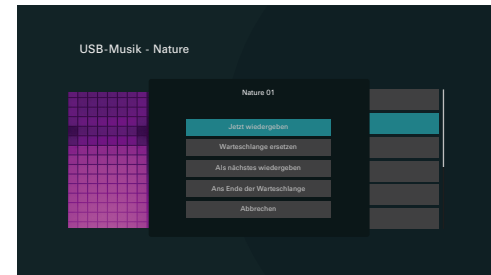 USB-Musik - Nature
Nature 01
Jetzt wiedergeben
Warteschlange ersetzen
Als nächstes wiedergeben
Ans Ende der Warteschlange
Abbrechen